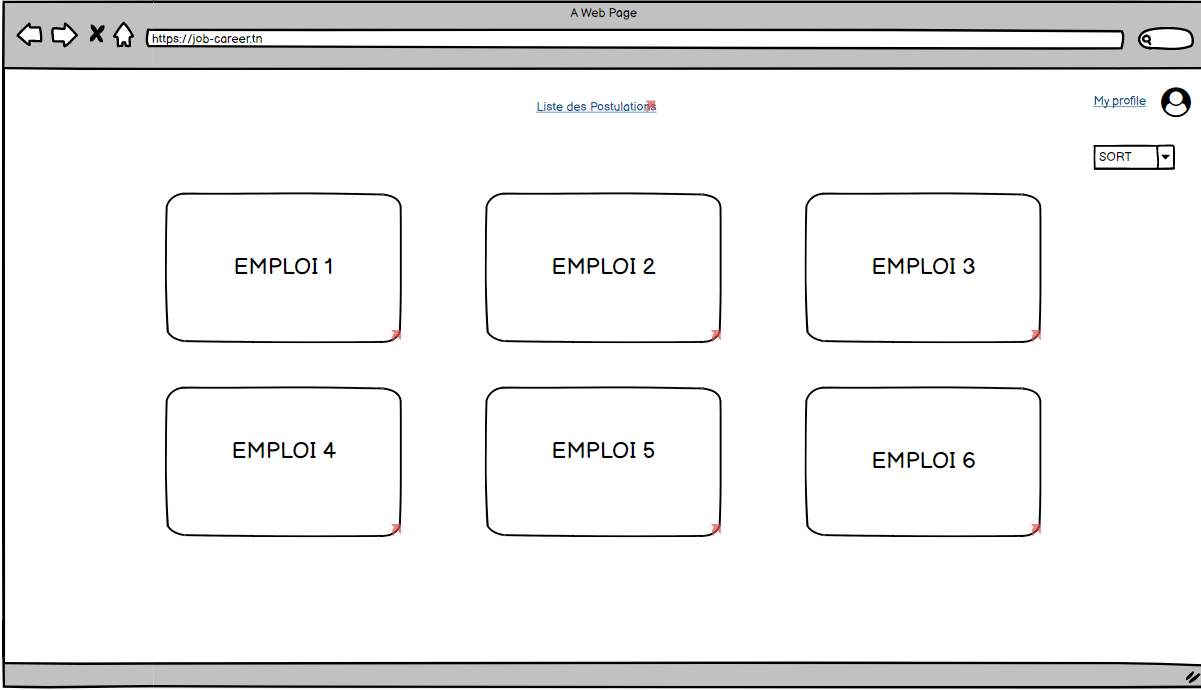 A Web Page
https://job-career.tn
Liste des Postulations
My profile
SORT
EMPLOI 1
EMPLOI 2
EMPLOI 3
EMPLOI 4
EMPLOI 5
EMPLOI 6